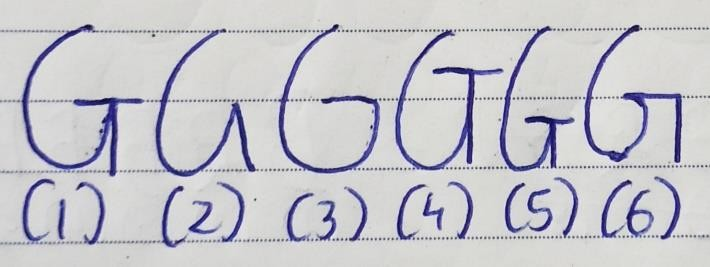 G G G G G G
(1) (2) (3) (4) (5) (6)